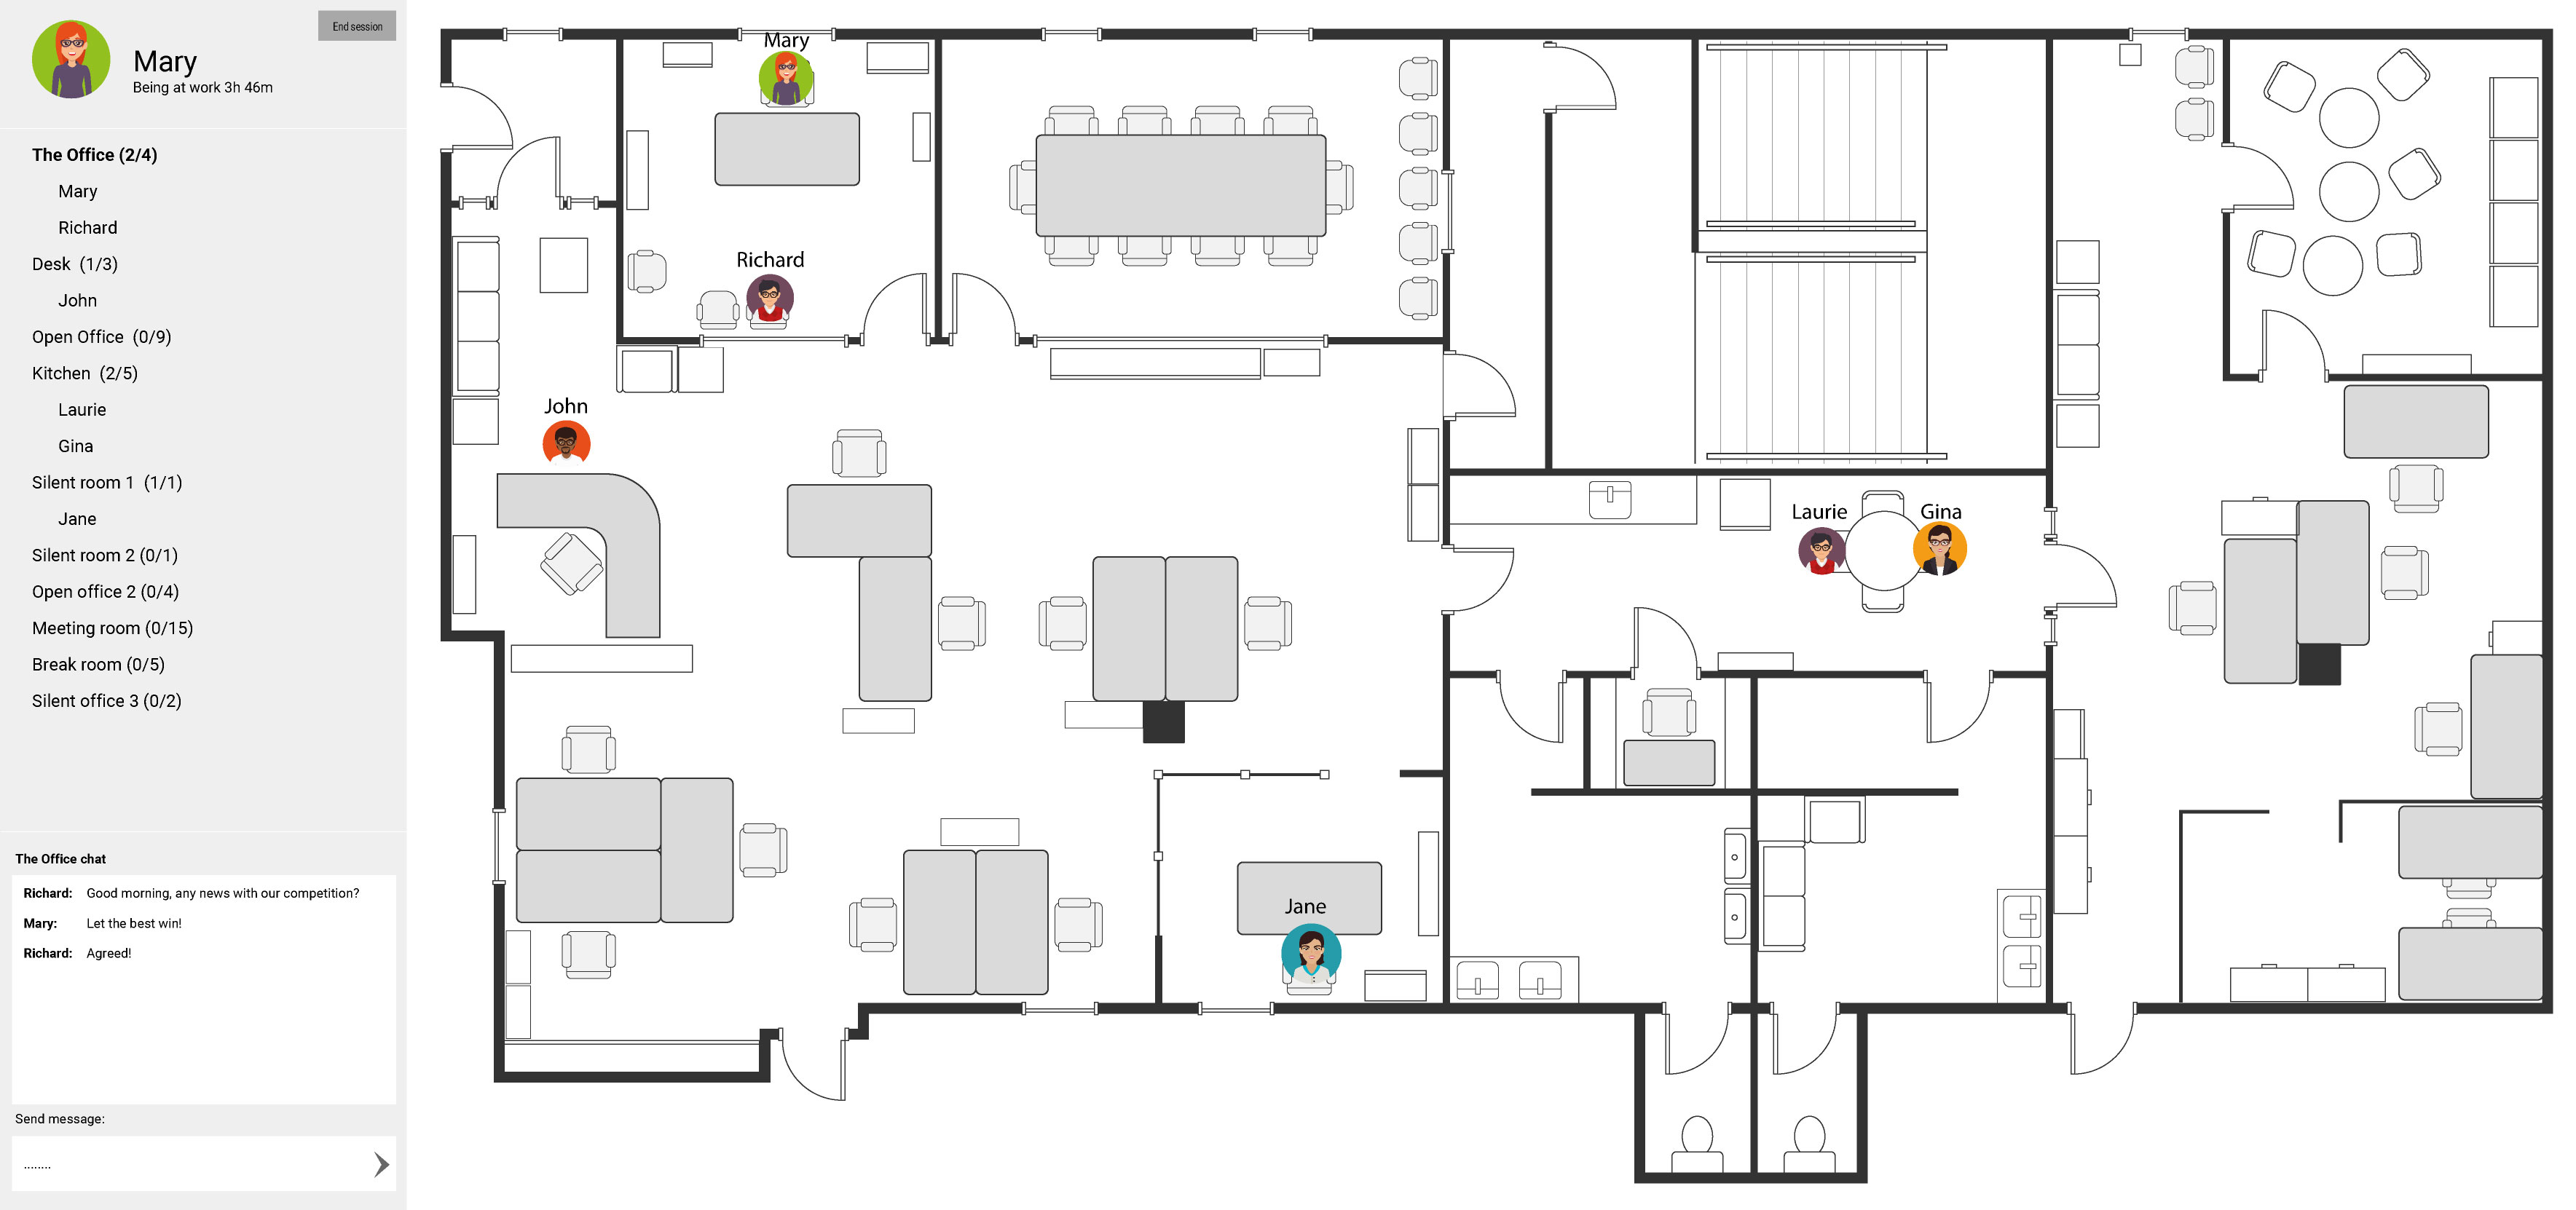 End session
Mary
Being at work 3h 46m
The Office (2/4)
Mary
Richard
Desk (1/3)
John
Open Office (0/9)
Kitchen (2/5)
Laurie
Gina
Silent room 1 (1/1)
Jane
Silent room 2 (0/1)
Open office 2 (0/4)
Meeting room (0/15)
Break room (0/5)
Silent office 3 (0/2)
The Office chat
Richard: Good morning, any news with our competition?
Mary: Let the best win!
Richard: Agreed!
Send message:
........
Mary
Richard
John
Laurie
Gina
Jane